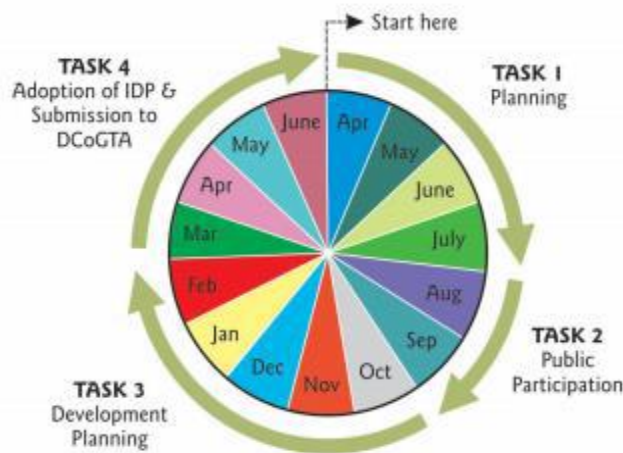 Start here
TASK 1
Planning
TASK 2
Public
Participation
TASK 3
Development
Planning
TASK 4
Adoption of IDP &
Submission to
DCoGTA
Apr
May
June
July
Aug
Sep
Oct
Nov
Dec
Jan
Feb
Mar
Apr
May
June